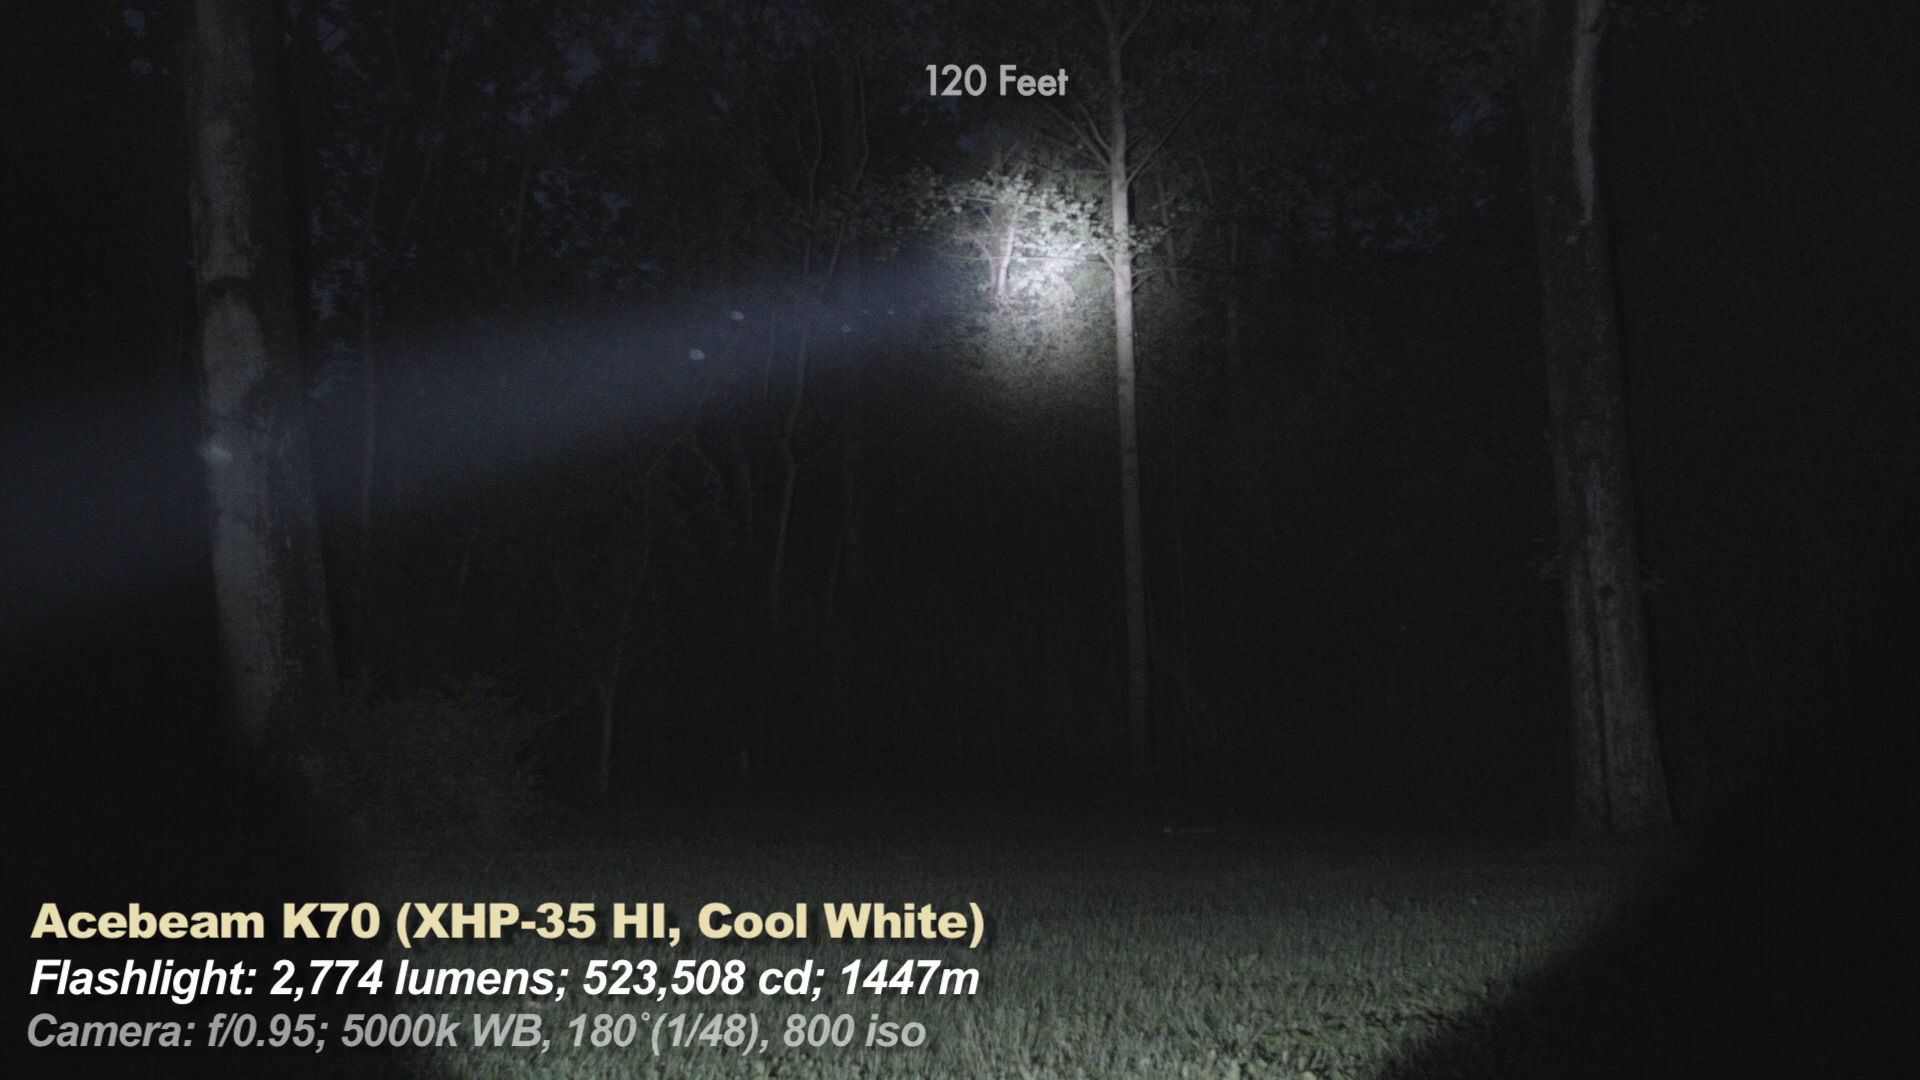 120 Feet
Acebeam K70 (XHP-35 HI, Cool White)
Flashlight: 2,774 lumens; 523,508 cd; 1447m
Camera: f/0.95; 5000k WB, 180˚(1/48), 800 iso